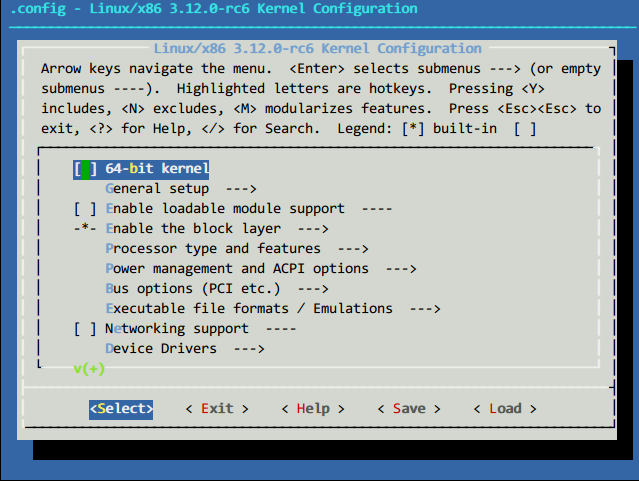 .config - Linux/x86 3.12.0-rc6 Kernel Configuration
Linux/x86 3.12.0-rc6 Kernel Configuration
Arrow keys navigate the menu.  <Enter> selects submenus ---> (or empty
submenus ----).  Highlighted letters are hotkeys.  Pressing <Y>
includes, <N> excludes, <M> modularizes features.  Press <Esc><Esc> to
exit, <?> for Help, </> for Search.  Legend: [*] built-in  [ ]
[ ] 64-bit kernel
General setup  --->
[ ] Enable loadable module support  ----
-*- Enable the block layer  --->
Processor type and features  --->
Power management and ACPI options  --->
Bus options (PCI etc.)  --->
Executable file formats / Emulations  --->
[ ] Networking support  ----
Device Drivers  --->
v(+)
<Select>    < Exit >    < Help >    < Save >    < Load >